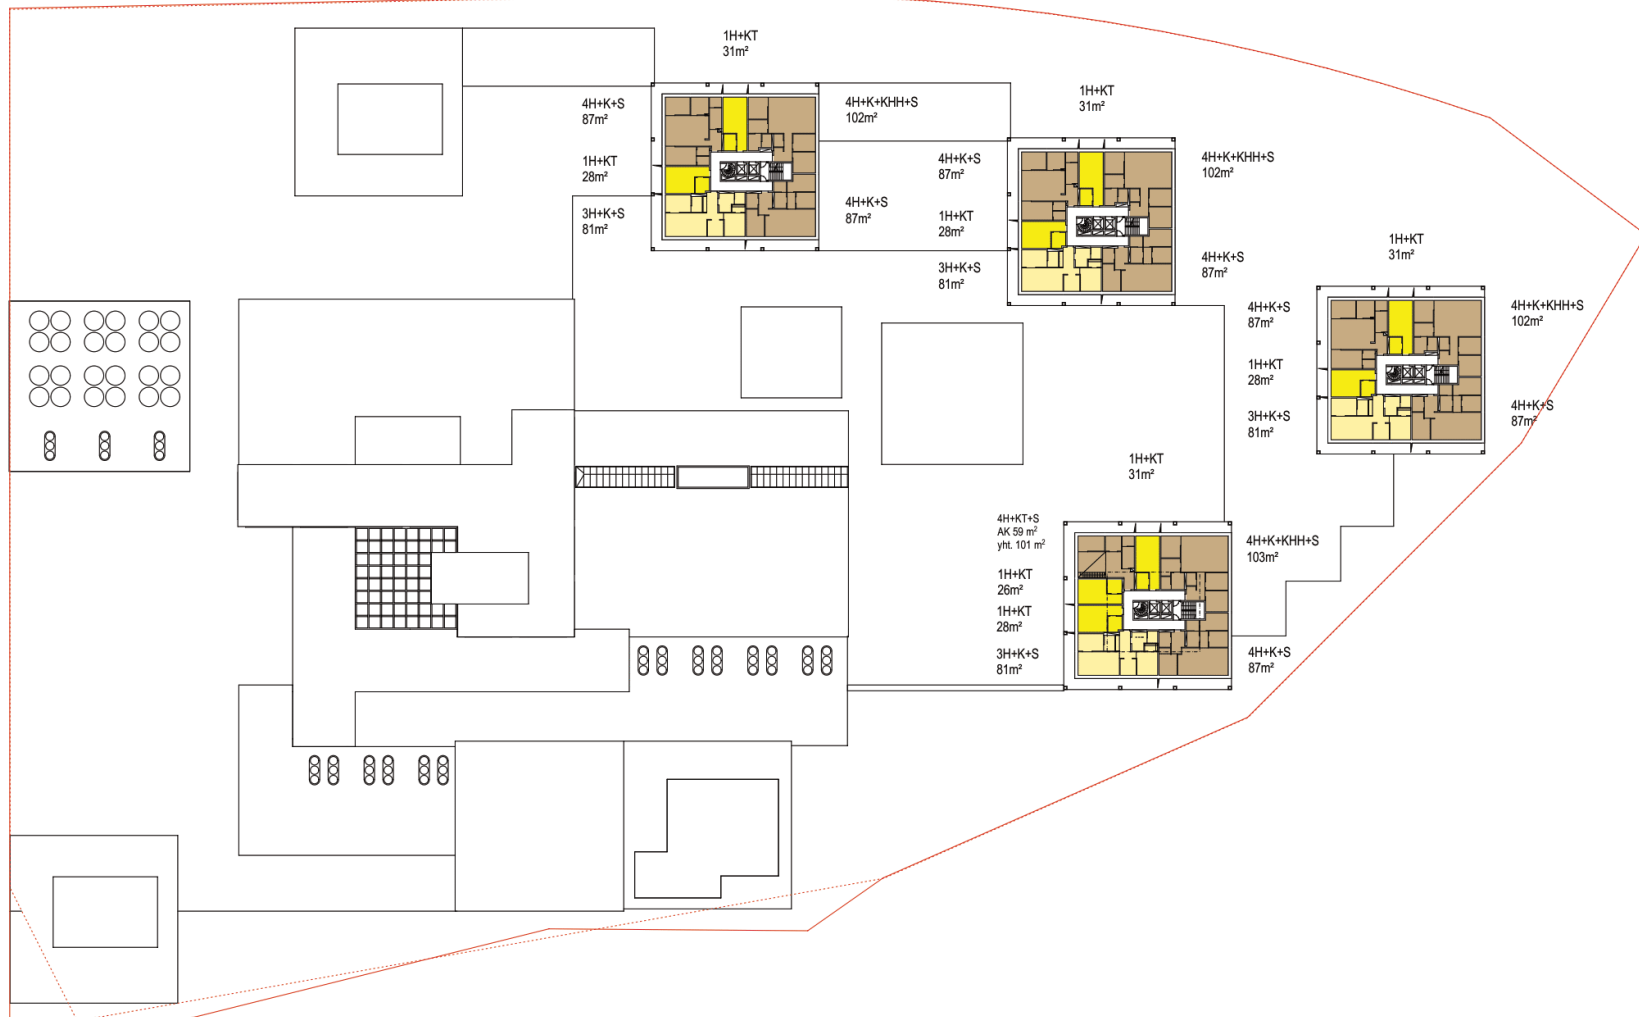 1H+KT
31m²
4H+K+S
87m²
4H+K+KHH+S
102m²
1H+KT
28m²
3H+K+S
81m²
4H+K+S
87m²
1H+KT
31m²
4H+K+S
87m²
4H+K+KHH+S
102m²
1H+KT
28m²
3H+K+S
81m²
4H+K+S
87m²
1H+KT
31m²
4H+K+S
87m²
4H+K+KHH+S
102m²
1H+KT
28m²
3H+K+S
81m²
4H+K+S
87m²
1H+KT
31m²
4H+KT+S
AK 59 m²
yht. 101 m²
4H+K+KHH+S
103m²
1H+KT
26m²
1H+KT
28m²
3H+K+S
81m²
4H+K+S
87m²